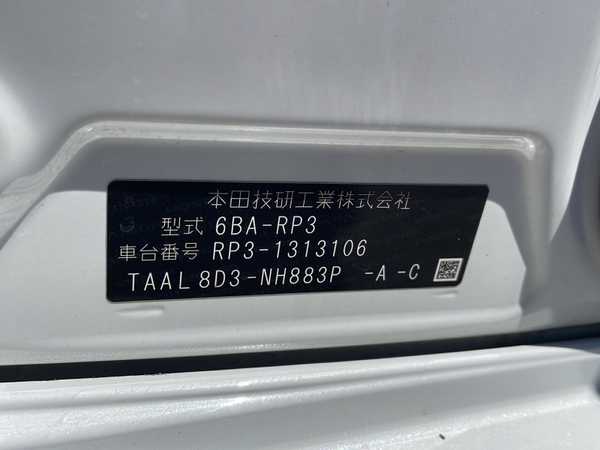 本田技研工業株式会社
型式 6BA-RP3
車台番号 RP3-1313106
TAAL 8D3-NH883P -A -C